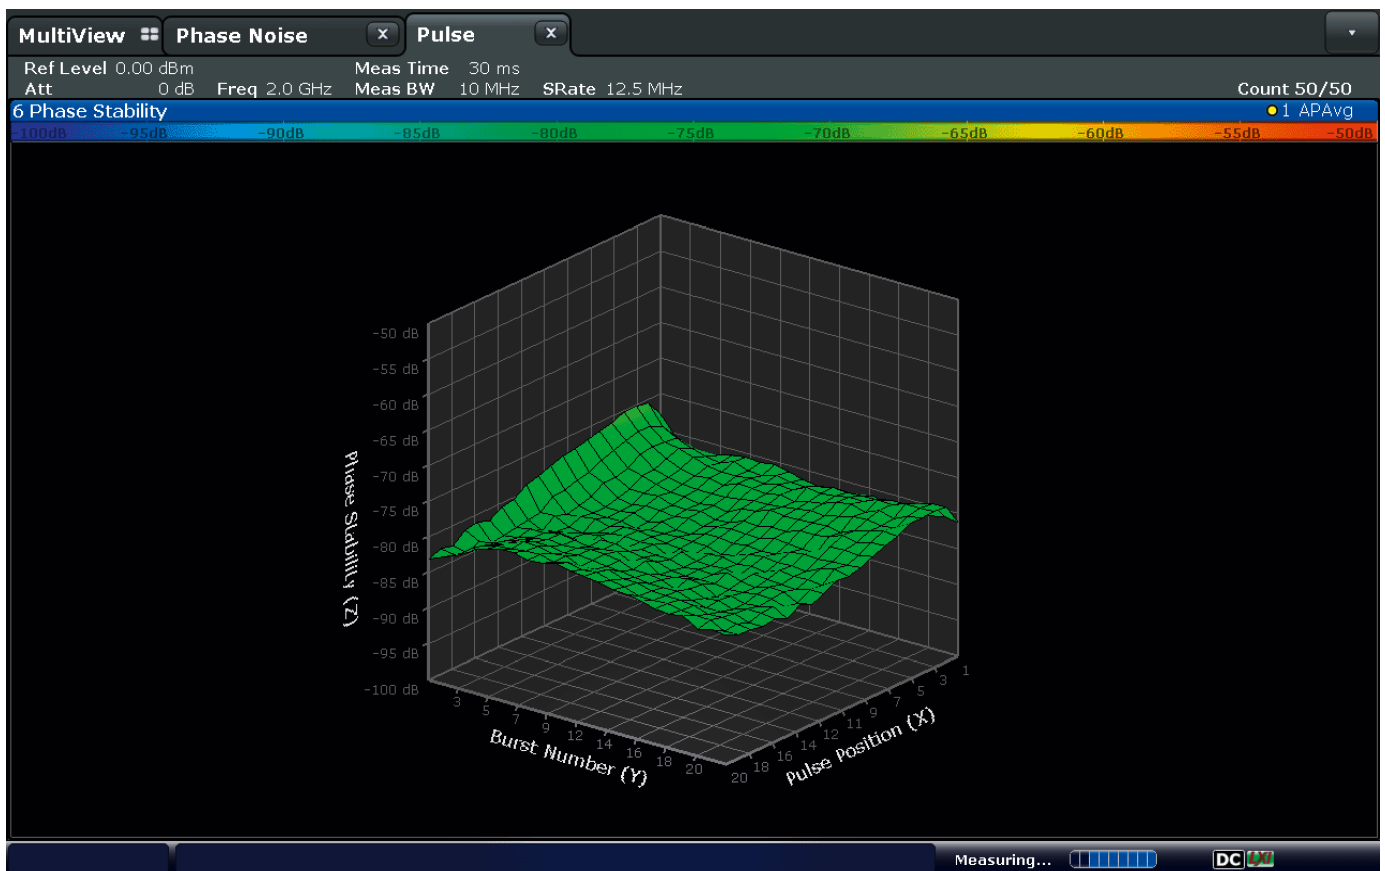 MultiView Phase Noise X Pulse X
Ref Level 0.00 dBm Meas Time 30 ms
Att 0 dB Freq 2.0 GHz Meas BW 10 MHz SRate 12.5 MHz Count 50/50
6 Phase Stability 1 APAvg
-100dB -95dB -90dB -85dB -80dB -75dB -70dB -65dB -60dB -55dB -50dB
-50 dB
-55 dB
-60 dB
-65 dB
-70 dB
-75 dB
-80 dB
-85 dB
-90 dB
-95 dB
-100 dB
Phase Stability (Z)
3 5 7 9 12 14 16 18 20
Burst Number (Y)
20 18 16 14 12 11 9 7 5 3 1
Pulse Position (X)
Measuring... DC LXI